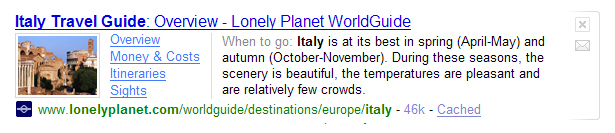 Italy Travel Guide: Overview - Lonely Planet WorldGuide
Overview
Money & Costs
Itineraries
Sights
When to go: Italy is at its best in spring (April-May) and
autumn (October-November). During these seasons, the
scenery is beautiful, the temperatures are pleasant and
are relatively few crowds.
www.lonelyplanet.com/worldguide/destinations/europe/italy - 46k - Cached